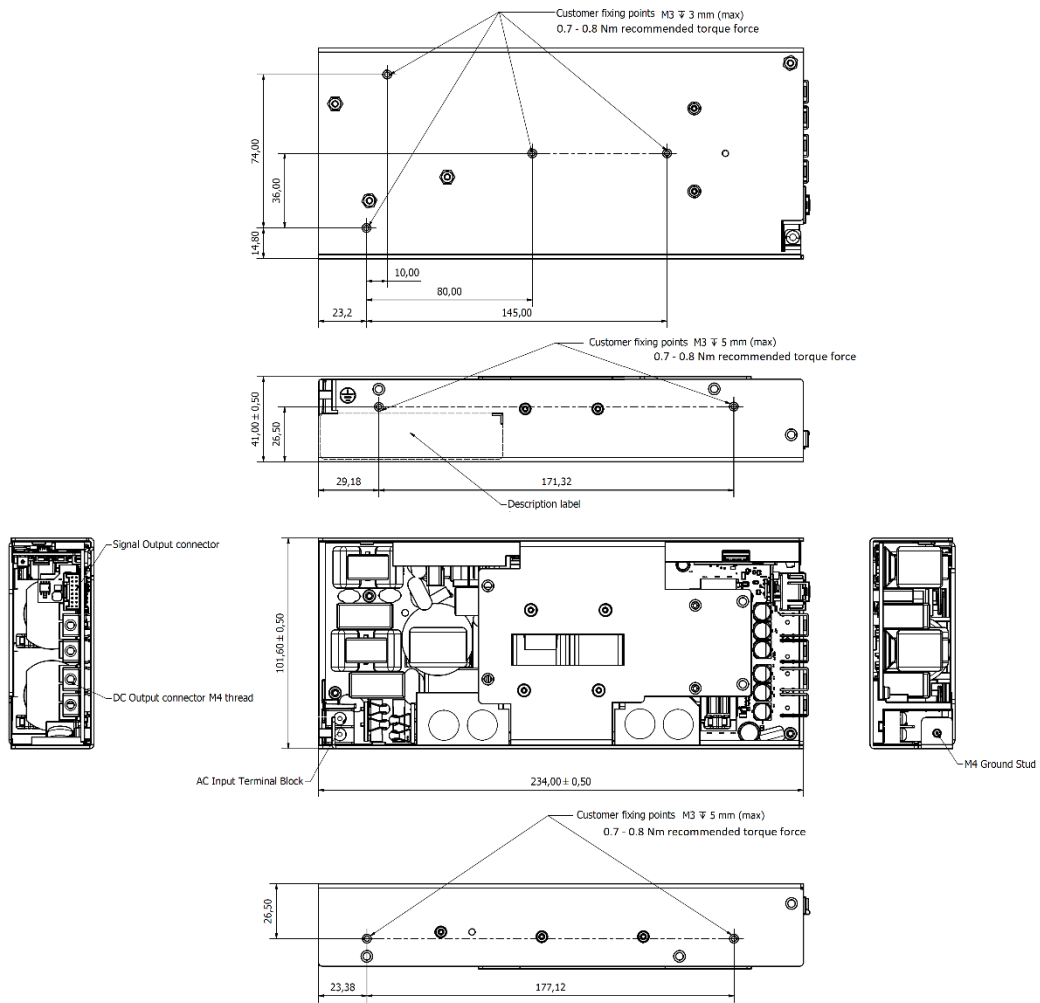 Customer fixing points M3 ↧ 3 mm (max)
0.7 - 0.8 Nm recommended torque force
74,00
36,00
14,80
10,00
80,00
23,2
145,00
Customer fixing points M3 ↧ 5 mm (max)
0.7 - 0.8 Nm recommended torque force
41,00 ± 0,50
26,50
29,18
171,32
Description label
Signal Output connector
DC Output connector M4 thread
101,60 ± 0,50
AC Input Terminal Block
234,00 ± 0,50
M4 Ground Stud
Customer fixing points M3 ↧ 5 mm (max)
0.7 - 0.8 Nm recommended torque force
26,50
23,38
177,12